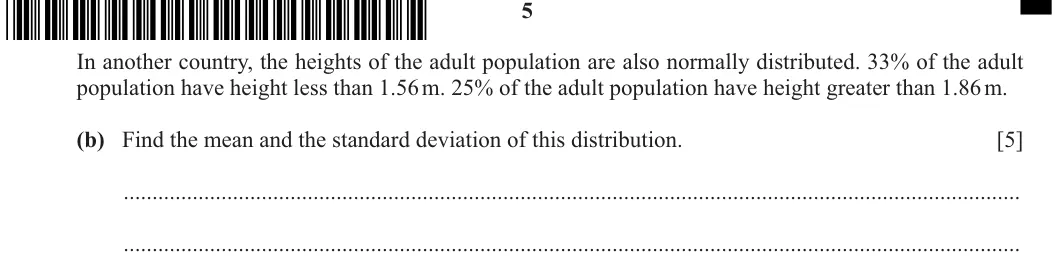 5
In another country, the heights of the adult population are also normally distributed. 33% of the adult
population have height less than 1.56 m. 25% of the adult population have height greater than 1.86 m.
(b) Find the mean and the standard deviation of this distribution. [5]